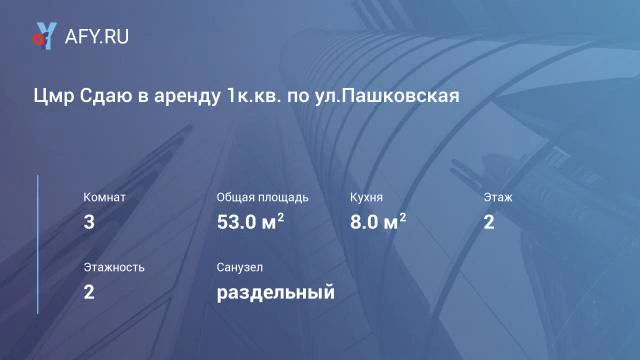 AFY.RU
Цмр Сдаю в аренду 1к.кв. по ул.Пашковская
Комнат
3
Общая площадь
53.0 м²
Кухня
8.0 м²
Этаж
2
Этажность
2
Санузел
раздельный